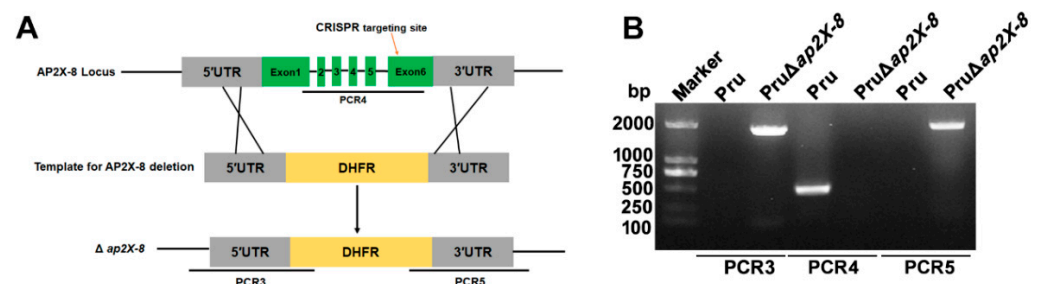 A
CRISPR
targeting site
AP2X-8 Locus
5'UTR Exon1 2 3 4 5 Exon6 3'UTR
PCR4
Template for AP2X-8 deletion
5'UTR DHFR 3'UTR
Δ ap2X-8
5'UTR DHFR 3'UTR
PCR3 PCR5
B
bp Marker Pru PruΔap2X-8 Pru PruΔap2X-8 Pru PruΔap2X-8
2000
1000
750
500
250
100
PCR3 PCR4 PCR5